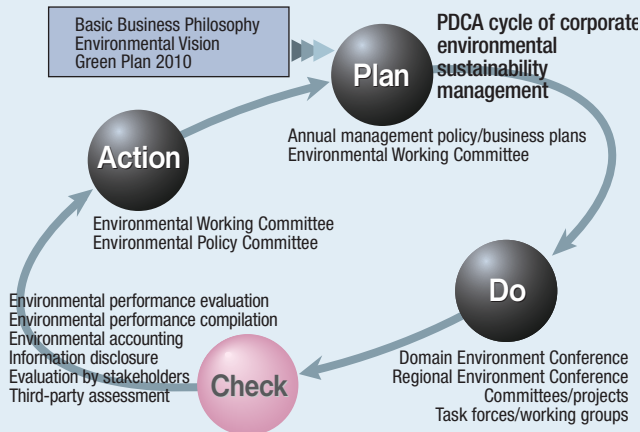 Basic Business Philosophy
Environmental Vision
Green Plan 2010
PDCA cycle of corporate
environmental
sustainability
management
Plan
Annual management policy/business plans
Environmental Working Committee
Do
Domain Environment Conference
Regional Environment Conference
Committees/projects
Task forces/working groups
Check
Environmental performance evaluation
Environmental performance compilation
Environmental accounting
Information disclosure
Evaluation by stakeholders
Third-party assessment
Action
Environmental Working Committee
Environmental Policy Committee